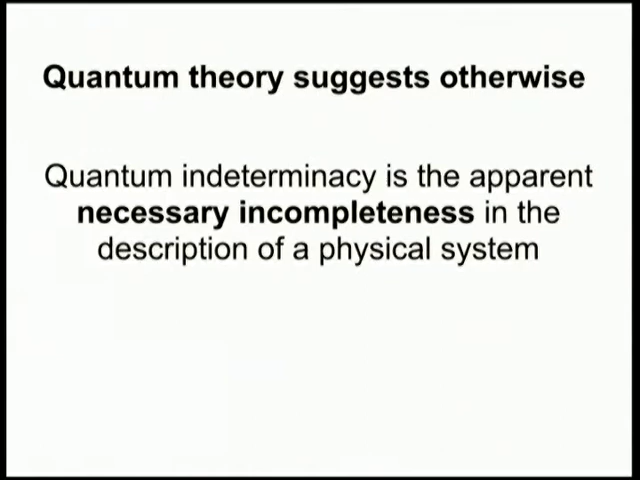 Quantum theory suggests otherwise
Quantum indeterminacy is the apparent
necessary incompleteness in the
description of a physical system